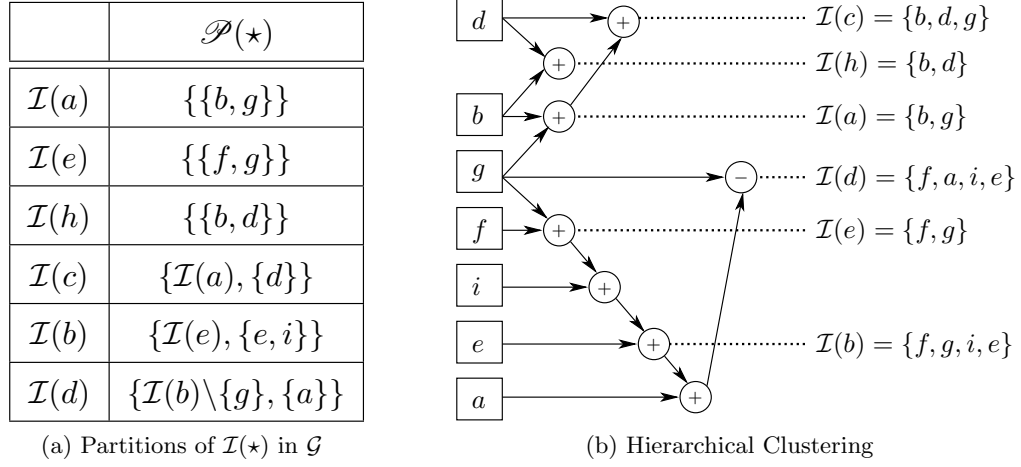 𝒫(⋆)
ℐ(a) {{b, g}}
ℐ(e) {{f, g}}
ℐ(h) {{b, d}}
ℐ(c) {ℐ(a), {d}}
ℐ(b) {ℐ(e), {e, i}}
ℐ(d) {ℐ(b)\{g}, {a}}
(a) Partitions of ℐ(⋆) in 𝒢
d + ℐ(c) = {b, d, g}
+ ℐ(h) = {b, d}
b + ℐ(a) = {b, g}
g − ℐ(d) = {f, a, i, e}
f + ℐ(e) = {f, g}
i +
e + ℐ(b) = {f, g, i, e}
a +
(b) Hierarchical Clustering